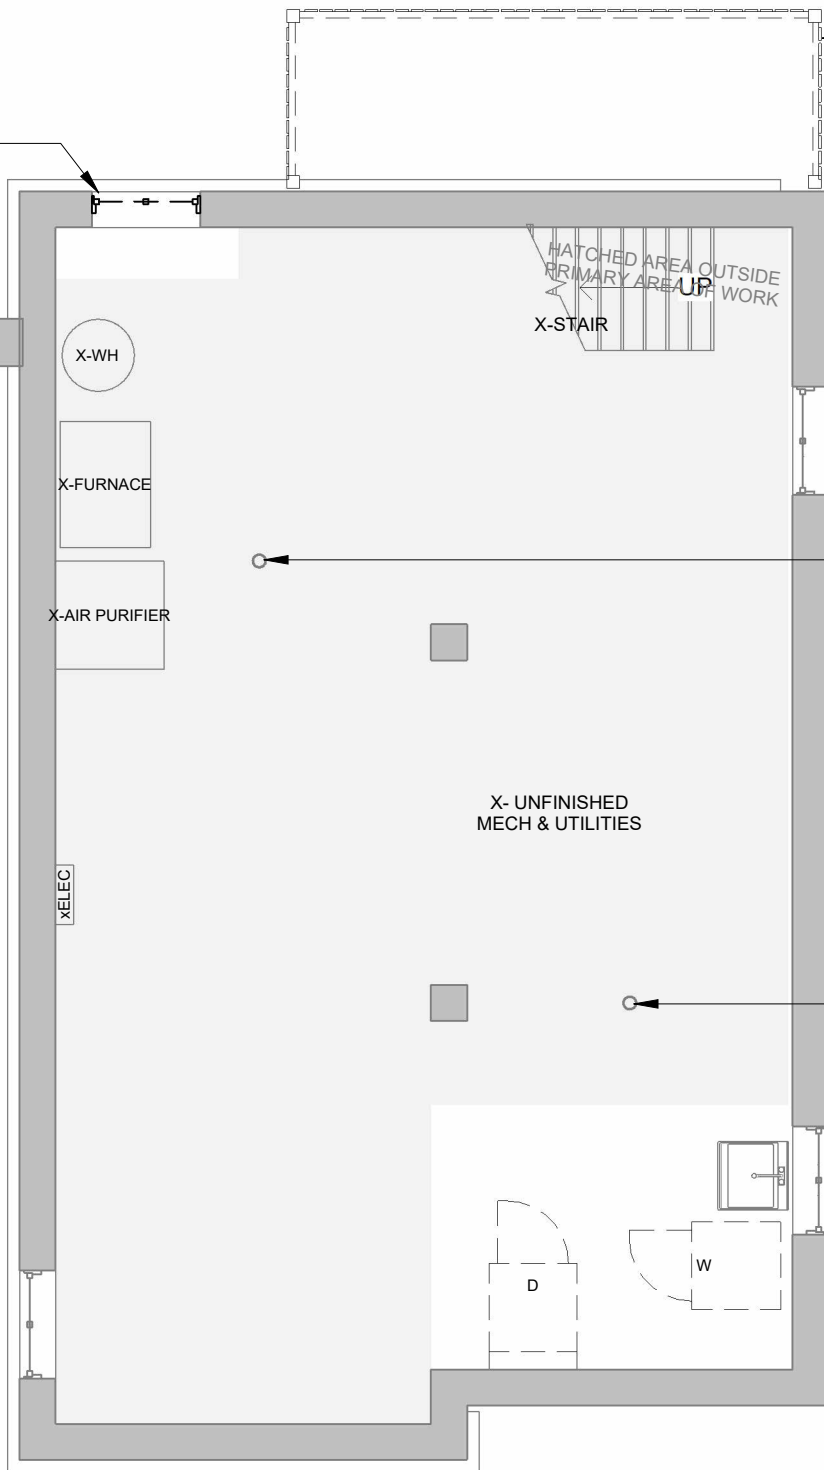 HATCHED AREA OUTSIDE
PRIMARY AREA OF WORK
UP
X-STAIR
X-WH
X-FURNACE
X-AIR PURIFIER
X- UNFINISHED
MECH & UTILITIES
xELEC
W
D